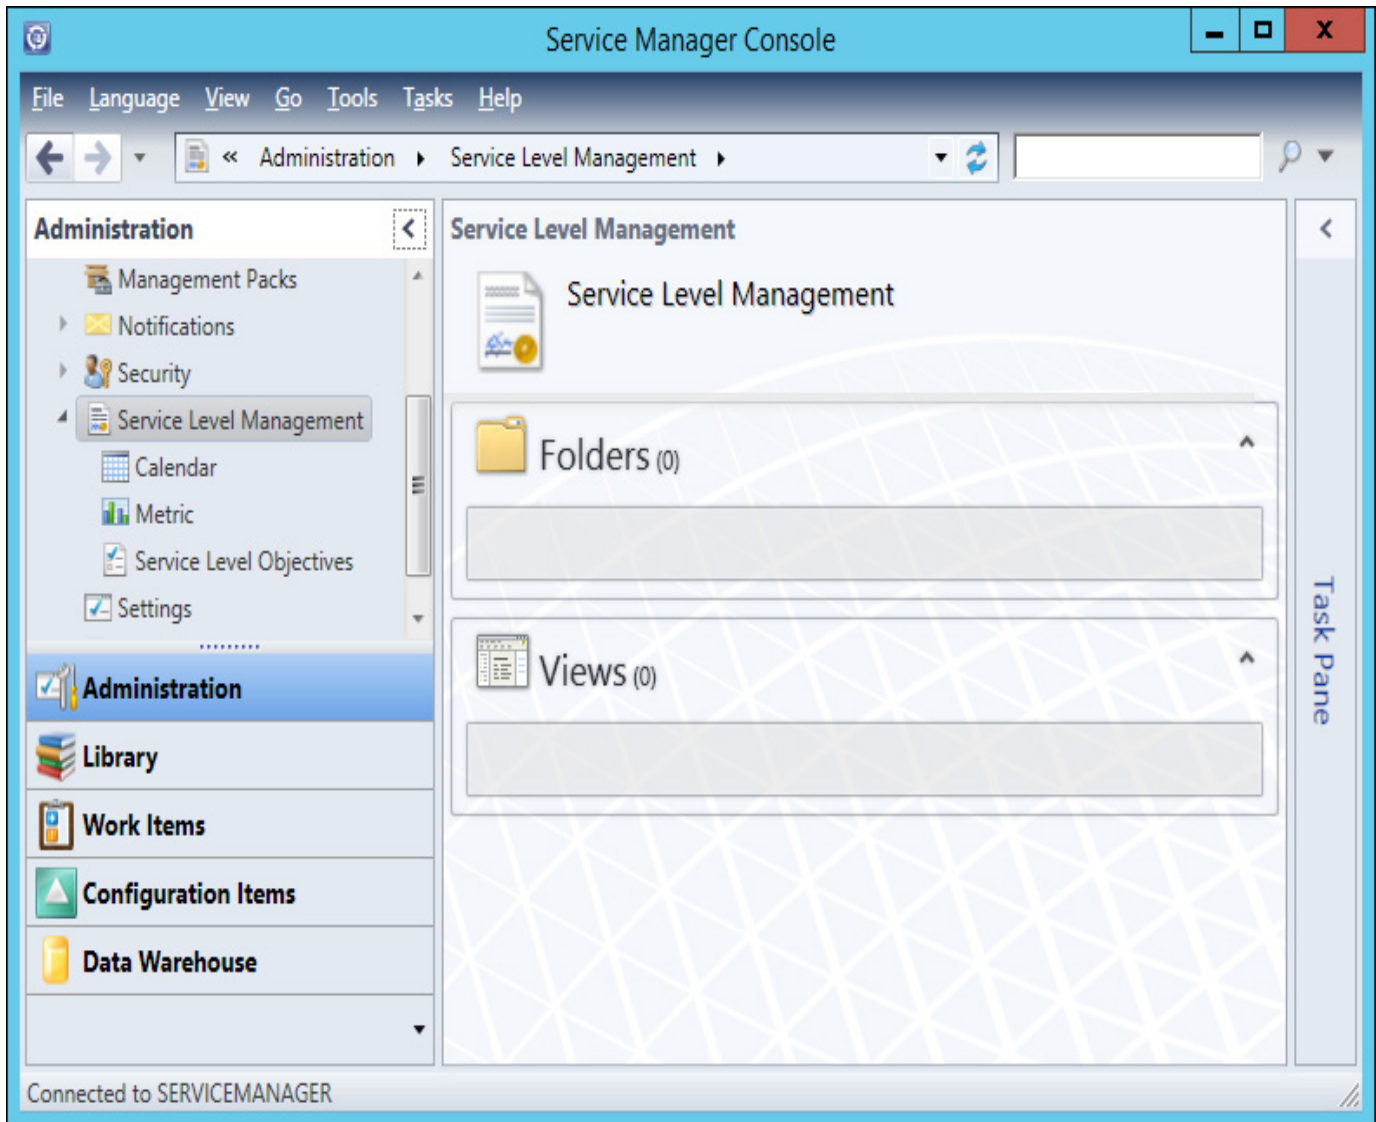 Service Manager Console
File Language View Go Tools Tasks Help
« Administration Service Level Management
Administration
Management Packs
Notifications
Security
Service Level Management
Calendar
Metric
Service Level Objectives
Settings
Administration
Library
Work Items
Configuration Items
Data Warehouse
Service Level Management
Service Level Management
Folders (0)
Views (0)
Task Pane
Connected to SERVICEMANAGER